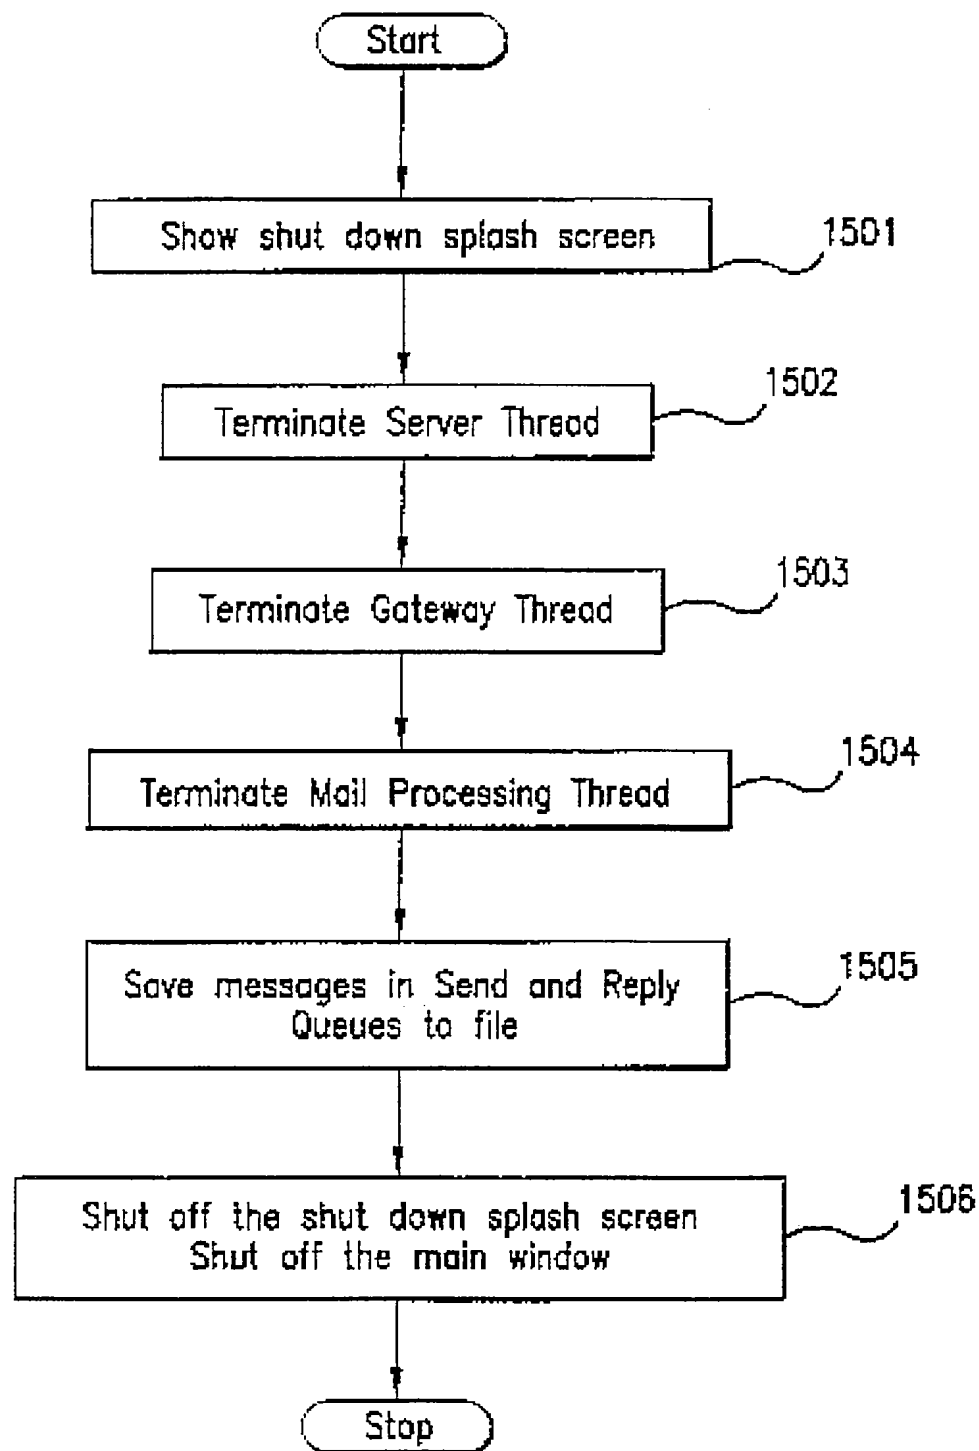 Start
Show shut down splash screen
1501
Terminate Server Thread
1502
Terminate Gateway Thread
1503
Terminate Mail Processing Thread
1504
Save messages in Send and Reply
Queues to file
1505
Shut off the shut down splash screen
Shut off the main window
1506
Stop